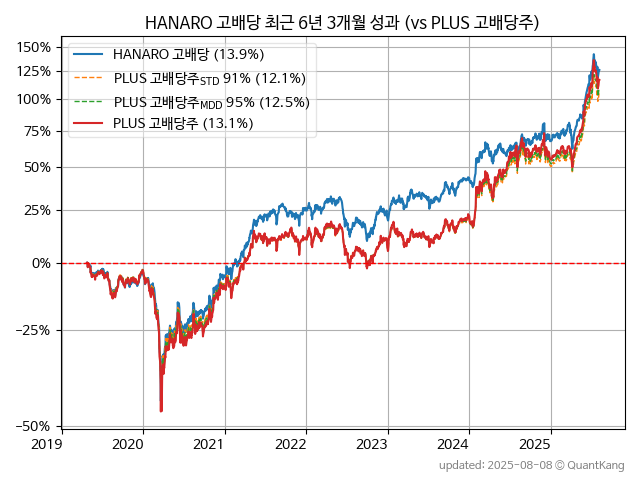 HANARO 고배당 최근 6년 3개월 성과 (vs PLUS 고배당주)
150%
125%
100%
75%
50%
25%
0%
−25%
−50%
HANARO 고배당 (13.9%)
PLUS 고배당주STD 91% (12.1%)
PLUS 고배당주MDD 95% (12.5%)
PLUS 고배당주 (13.1%)
2019 2020 2021 2022 2023 2024 2025
updated: 2025-08-08 © QuantKang